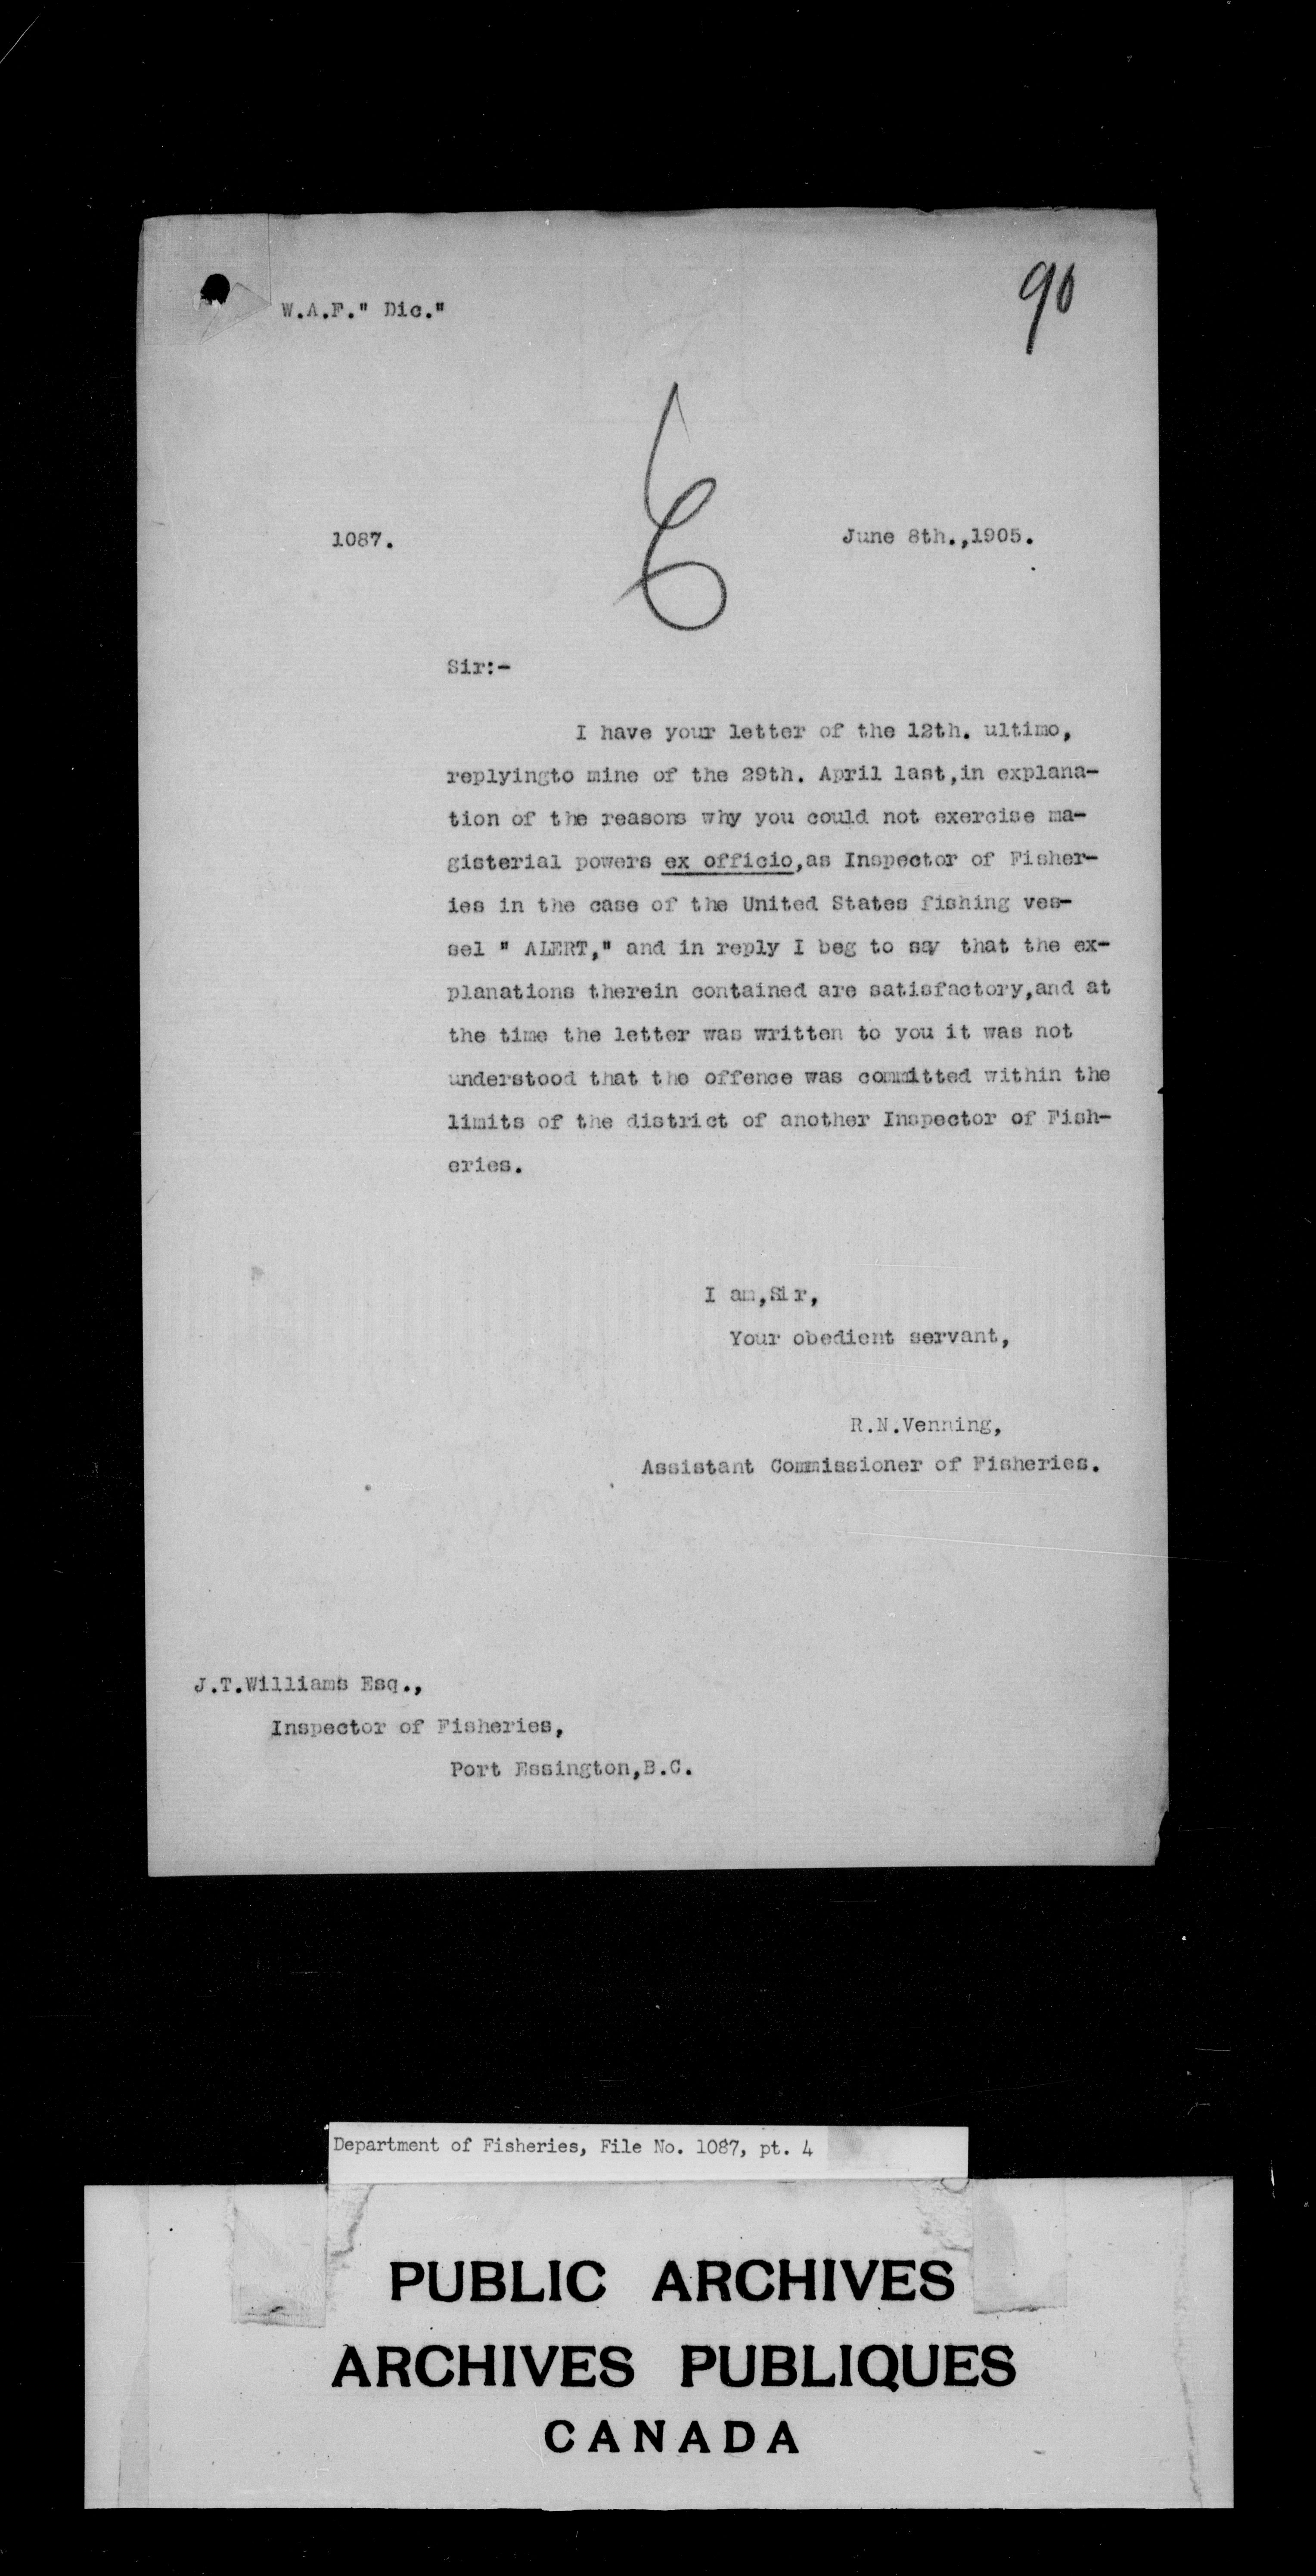 W.A.F." Dic."
90
6
1087.
June 8th.,1905.
Sir:-
I have your letter of the 12th. ultimo,
replyingto mine of the 29th. April last,in explana-
tion of the reasons why you could not exercise ma-
gisterial powers ex officio,as Inspector of Fisher-
ies in the case of the United States fishing ves-
sel " ALERT," and in reply I beg to say that the ex-
planations therein contained are satisfactory,and at
the time the letter was written to you it was not
understood that the offence was committed within the
limits of the district of another Inspector of Fish-
eries.
I am,Sir,
Your obedient servant,
R.N.Venning,
Assistant Commissioner of Fisheries.
J.T.Williams Esq.,
Inspector of Fisheries,
Port Essington,B.C.
Department of Fisheries, File No. 1087, pt. 4
PUBLIC ARCHIVES
ARCHIVES PUBLIQUES
CANADA